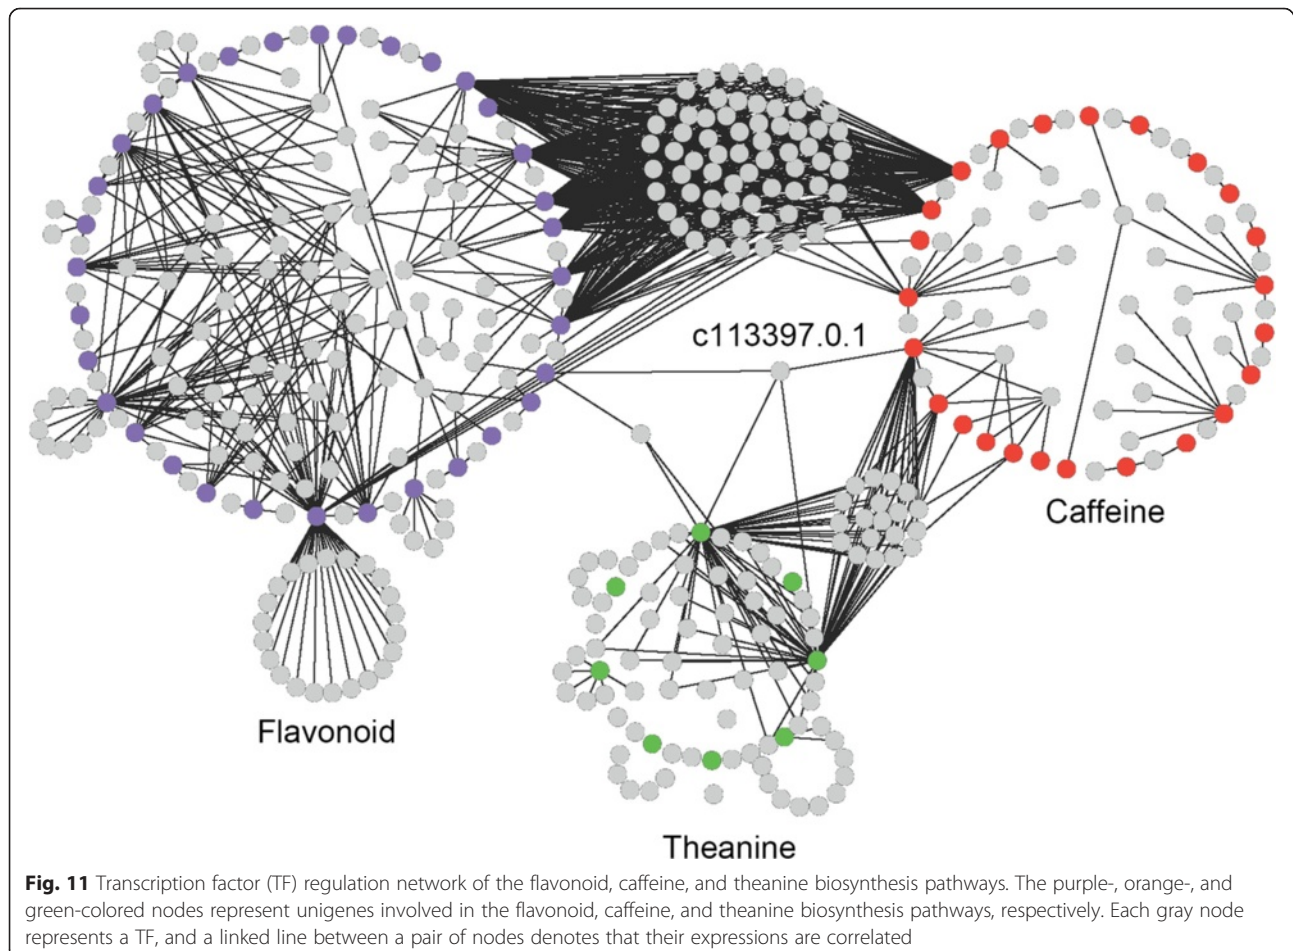 c113397.0.1
Caffeine
Flavonoid
Theanine
Fig. 11 Transcription factor (TF) regulation network of the flavonoid, caffeine, and theanine biosynthesis pathways. The purple-, orange-, and
green-colored nodes represent unigenes involved in the flavonoid, caffeine, and theanine biosynthesis pathways, respectively. Each gray node
represents a TF, and a linked line between a pair of nodes denotes that their expressions are correlated